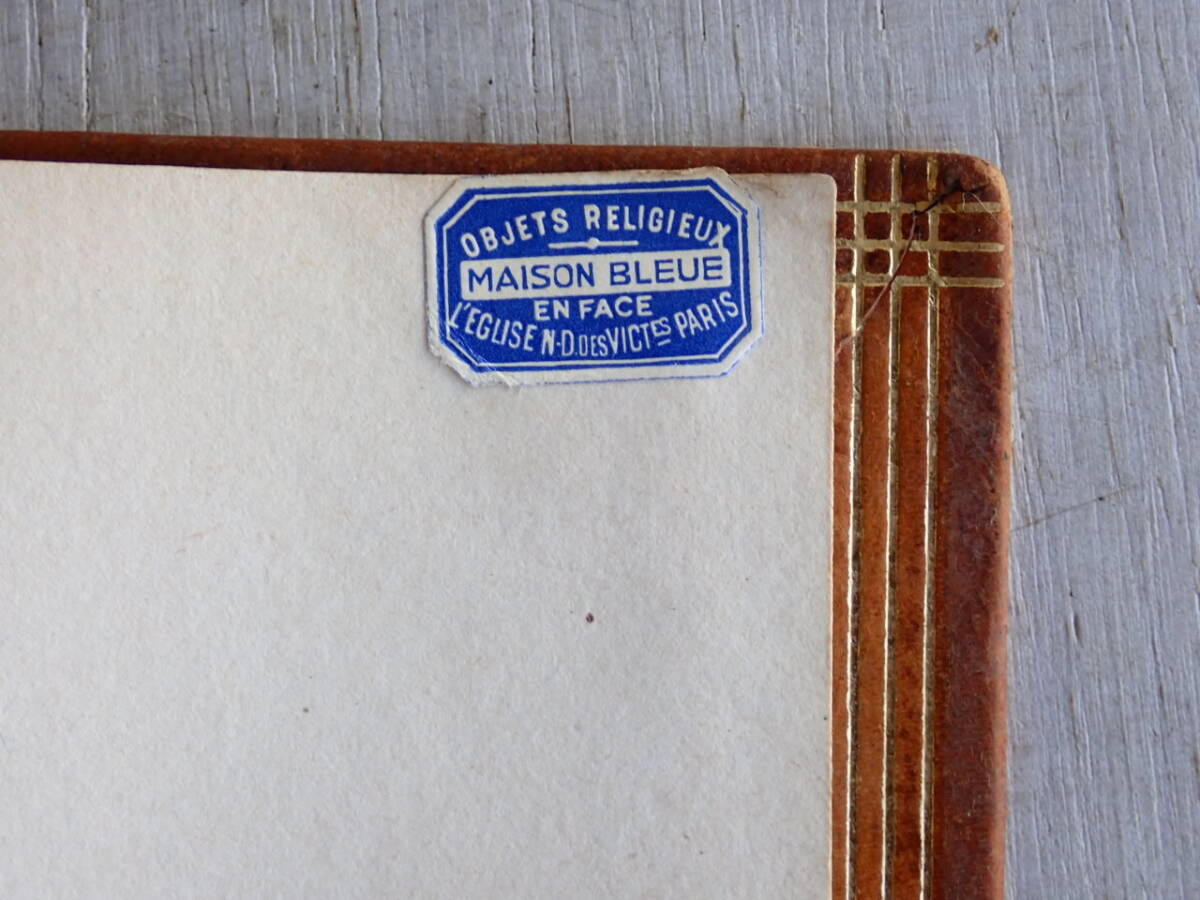 OBJETS RELIGIEUX
MAISON BLEUE
EN FACE
L'EGLISE N-D. DES VICTES PARIS